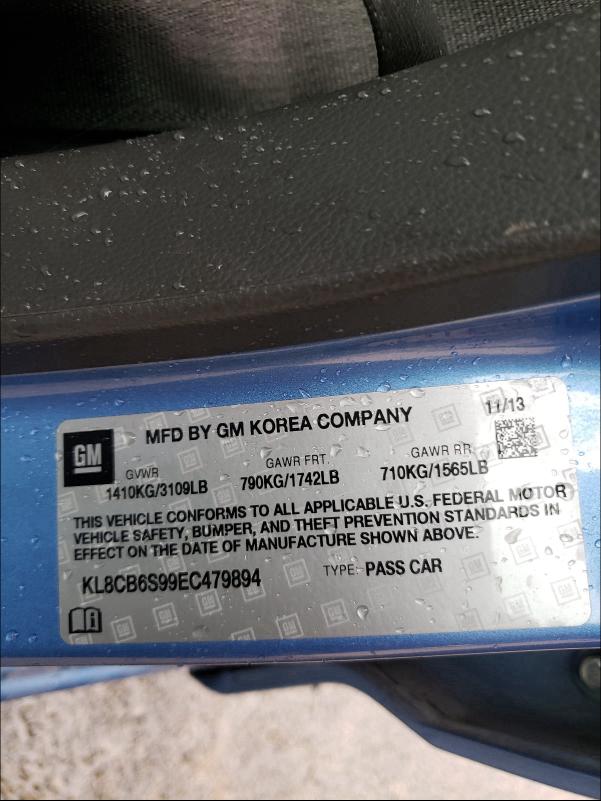 11/13
GM MFD BY GM KOREA COMPANY
GVWR GAWR FRT. GAWR RR.
1410KG/3109LB 790KG/1742LB 710KG/1565LB
THIS VEHICLE CONFORMS TO ALL APPLICABLE U.S. FEDERAL MOTOR
VEHICLE SAFETY, BUMPER, AND THEFT PREVENTION STANDARDS IN
EFFECT ON THE DATE OF MANUFACTURE SHOWN ABOVE.
KL8CB6S99EC479894 TYPE: PASS CAR